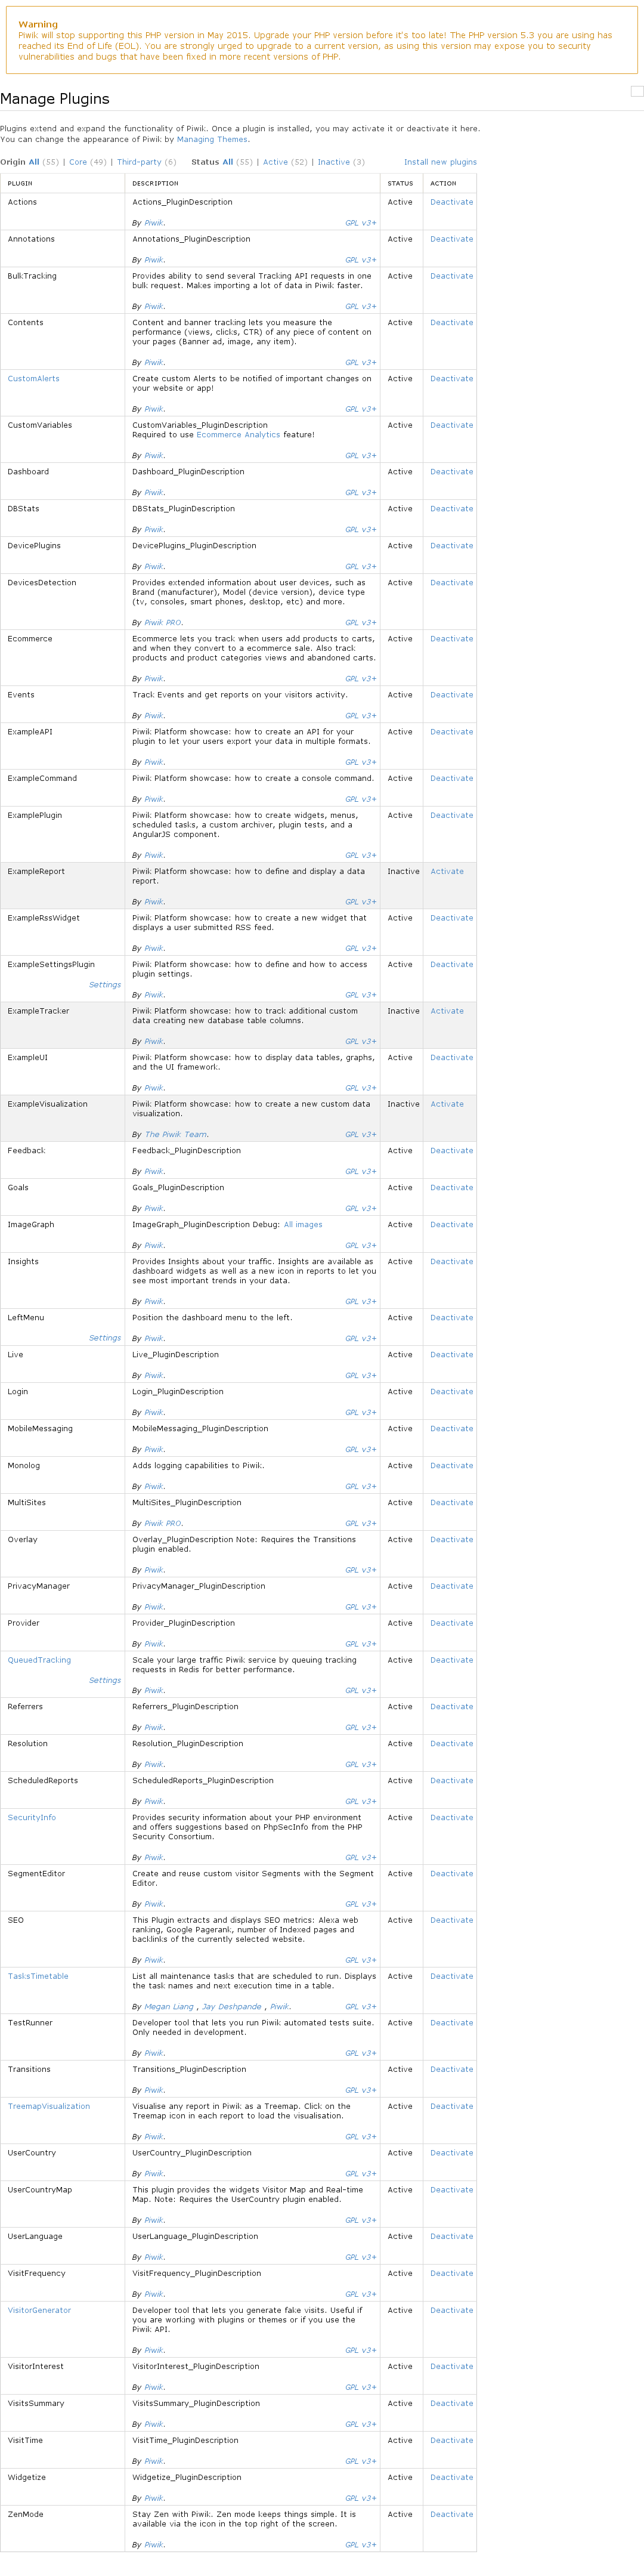 Warning
Piwik will stop supporting this PHP version in May 2015. Upgrade your PHP version before it's too late! The PHP version 5.3 you are using has
reached its End of Life (EOL). You are strongly urged to upgrade to a current version, as using this version may expose you to security
vulnerabilities and bugs that have been fixed in more recent versions of PHP.
Manage Plugins
Plugins extend and expand the functionality of Piwik. Once a plugin is installed, you may activate it or deactivate it here.
You can change the appearance of Piwik by Managing Themes.
Origin All (55) | Core (49) | Third-party (6) Status All (55) | Active (52) | Inactive (3) Install new plugins
PLUGIN DESCRIPTION STATUS ACTION
Actions Actions_PluginDescription Active Deactivate
By Piwik. GPL v3+
Annotations Annotations_PluginDescription Active Deactivate
By Piwik. GPL v3+
BulkTracking Provides ability to send several Tracking API requests in one Active Deactivate
bulk request. Makes importing a lot of data in Piwik faster.
By Piwik. GPL v3+
Contents Content and banner tracking lets you measure the Active Deactivate
performance (views, clicks, CTR) of any piece of content on
your pages (Banner ad, image, any item).
By Piwik. GPL v3+
CustomAlerts Create custom Alerts to be notified of important changes on Active Deactivate
your website or app!
By Piwik. GPL v3+
CustomVariables CustomVariables_PluginDescription Active Deactivate
Required to use Ecommerce Analytics feature!
By Piwik. GPL v3+
Dashboard Dashboard_PluginDescription Active Deactivate
By Piwik. GPL v3+
DBStats DBStats_PluginDescription Active Deactivate
By Piwik. GPL v3+
DevicePlugins DevicePlugins_PluginDescription Active Deactivate
By Piwik. GPL v3+
DevicesDetection Provides extended information about user devices, such as Active Deactivate
Brand (manufacturer), Model (device version), device type
(tv, consoles, smart phones, desktop, etc) and more.
By Piwik PRO. GPL v3+
Ecommerce Ecommerce lets you track when users add products to carts, Active Deactivate
and when they convert to a ecommerce sale. Also track
products and product categories views and abandoned carts.
By Piwik. GPL v3+
Events Track Events and get reports on your visitors activity. Active Deactivate
By Piwik. GPL v3+
ExampleAPI Piwik Platform showcase: how to create an API for your Active Deactivate
plugin to let your users export your data in multiple formats.
By Piwik. GPL v3+
ExampleCommand Piwik Platform showcase: how to create a console command. Active Deactivate
By Piwik. GPL v3+
ExamplePlugin Piwik Platform showcase: how to create widgets, menus, Active Deactivate
scheduled tasks, a custom archiver, plugin tests, and a
AngularJS component.
By Piwik. GPL v3+
ExampleReport Piwik Platform showcase: how to define and display a data Inactive Activate
report.
By Piwik. GPL v3+
ExampleRssWidget Piwik Platform showcase: how to create a new widget that Active Deactivate
displays a user submitted RSS feed.
By Piwik. GPL v3+
ExampleSettingsPlugin Piwik Platform showcase: how to define and how to access Active Deactivate
plugin settings.
Settings
By Piwik. GPL v3+
ExampleTracker Piwik Platform showcase: how to track additional custom Inactive Activate
data creating new database table columns.
By Piwik. GPL v3+
ExampleUI Piwik Platform showcase: how to display data tables, graphs, Active Deactivate
and the UI framework.
By Piwik. GPL v3+
ExampleVisualization Piwik Platform showcase: how to create a new custom data Inactive Activate
visualization.
By The Piwik Team. GPL v3+
Feedback Feedback_PluginDescription Active Deactivate
By Piwik. GPL v3+
Goals Goals_PluginDescription Active Deactivate
By Piwik. GPL v3+
ImageGraph ImageGraph_PluginDescription Debug: All images Active Deactivate
By Piwik. GPL v3+
Insights Provides Insights about your traffic. Insights are available as Active Deactivate
dashboard widgets as well as a new icon in reports to let you
see most important trends in your data.
By Piwik. GPL v3+
LeftMenu Position the dashboard menu to the left. Active Deactivate
Settings By Piwik. GPL v3+
Live Live_PluginDescription Active Deactivate
By Piwik. GPL v3+
Login Login_PluginDescription Active Deactivate
By Piwik. GPL v3+
MobileMessaging MobileMessaging_PluginDescription Active Deactivate
By Piwik. GPL v3+
Monolog Adds logging capabilities to Piwik. Active Deactivate
By Piwik. GPL v3+
MultiSites MultiSites_PluginDescription Active Deactivate
By Piwik PRO. GPL v3+
Overlay Overlay_PluginDescription Note: Requires the Transitions Active Deactivate
plugin enabled.
By Piwik. GPL v3+
PrivacyManager PrivacyManager_PluginDescription Active Deactivate
By Piwik. GPL v3+
Provider Provider_PluginDescription Active Deactivate
By Piwik. GPL v3+
QueuedTracking Scale your large traffic Piwik service by queuing tracking Active Deactivate
requests in Redis for better performance.
Settings
By Piwik. GPL v3+
Referrers Referrers_PluginDescription Active Deactivate
By Piwik. GPL v3+
Resolution Resolution_PluginDescription Active Deactivate
By Piwik. GPL v3+
ScheduledReports ScheduledReports_PluginDescription Active Deactivate
By Piwik. GPL v3+
SecurityInfo Provides security information about your PHP environment Active Deactivate
and offers suggestions based on PhpSecInfo from the PHP
Security Consortium.
By Piwik. GPL v3+
SegmentEditor Create and reuse custom visitor Segments with the Segment Active Deactivate
Editor.
By Piwik. GPL v3+
SEO This Plugin extracts and displays SEO metrics: Alexa web Active Deactivate
ranking, Google Pagerank, number of Indexed pages and
backlinks of the currently selected website.
By Piwik. GPL v3+
TasksTimetable List all maintenance tasks that are scheduled to run. Displays Active Deactivate
the task names and next execution time in a table.
By Megan Liang , Jay Deshpande , Piwik. GPL v3+
TestRunner Developer tool that lets you run Piwik automated tests suite. Active Deactivate
Only needed in development.
By Piwik. GPL v3+
Transitions Transitions_PluginDescription Active Deactivate
By Piwik. GPL v3+
TreemapVisualization Visualise any report in Piwik as a Treemap. Click on the Active Deactivate
Treemap icon in each report to load the visualisation.
By Piwik. GPL v3+
UserCountry UserCountry_PluginDescription Active Deactivate
By Piwik. GPL v3+
UserCountryMap This plugin provides the widgets Visitor Map and Real-time Active Deactivate
Map. Note: Requires the UserCountry plugin enabled.
By Piwik. GPL v3+
UserLanguage UserLanguage_PluginDescription Active Deactivate
By Piwik. GPL v3+
VisitFrequency VisitFrequency_PluginDescription Active Deactivate
By Piwik. GPL v3+
VisitorGenerator Developer tool that lets you generate fake visits. Useful if Active Deactivate
you are working with plugins or themes or if you use the
Piwik API.
By Piwik. GPL v3+
VisitorInterest VisitorInterest_PluginDescription Active Deactivate
By Piwik. GPL v3+
VisitsSummary VisitsSummary_PluginDescription Active Deactivate
By Piwik. GPL v3+
VisitTime VisitTime_PluginDescription Active Deactivate
By Piwik. GPL v3+
Widgetize Widgetize_PluginDescription Active Deactivate
By Piwik. GPL v3+
ZenMode Stay Zen with Piwik. Zen mode keeps things simple. It is Active Deactivate
available via the icon in the top right of the screen.
By Piwik. GPL v3+